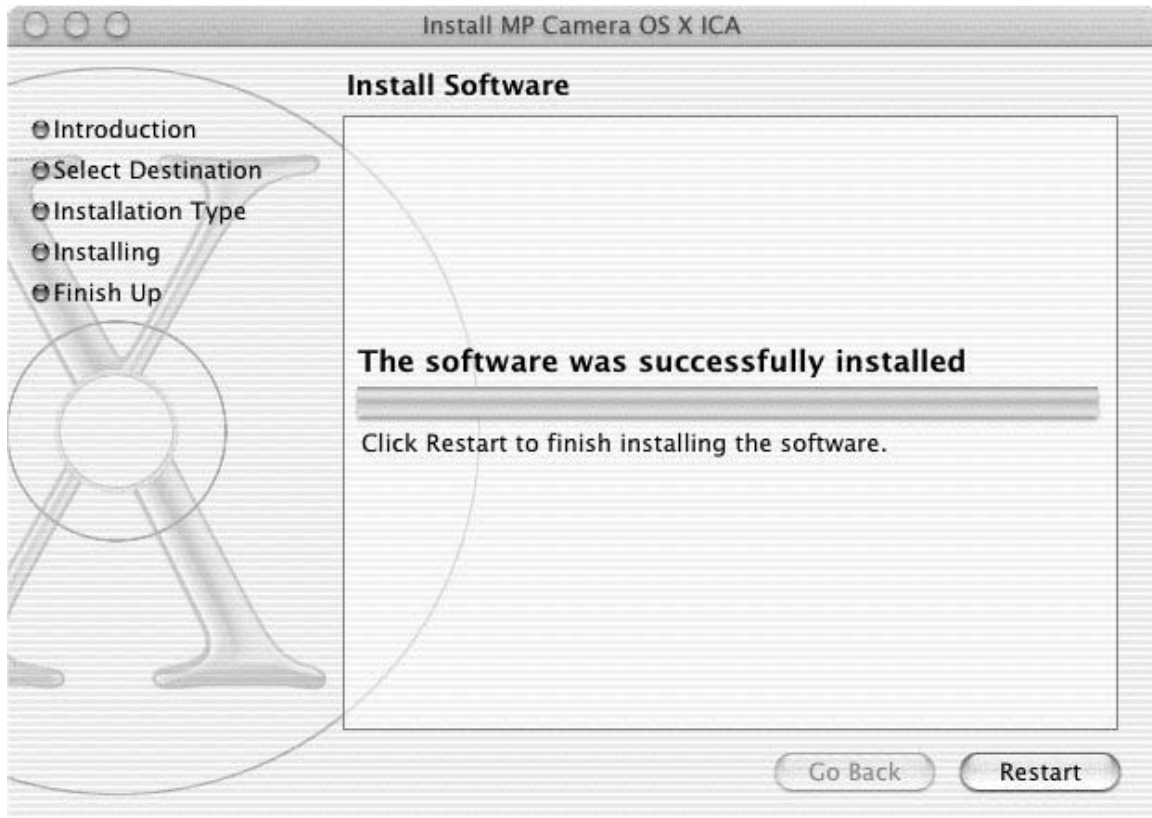 Install MP Camera OS X ICA
Install Software
Introduction
Select Destination
Installation Type
Installing
Finish Up
The software was successfully installed
Click Restart to finish installing the software.
Go Back
Restart